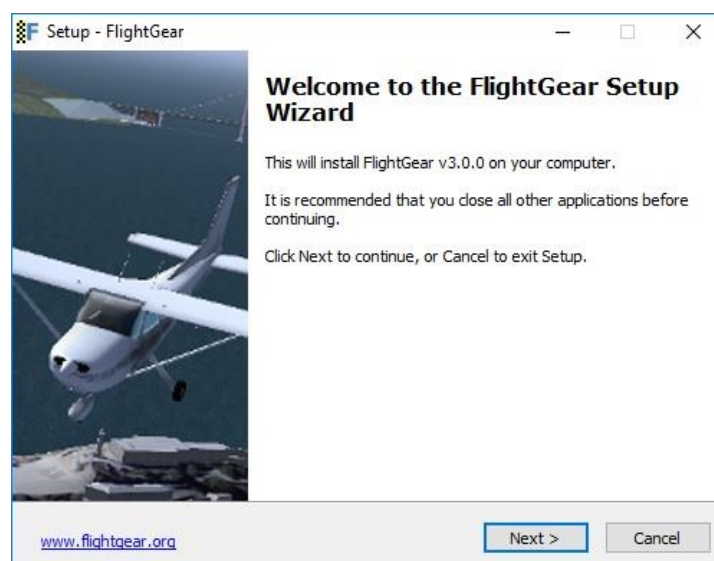 F Setup - FlightGear
Welcome to the FlightGear Setup
Wizard
This will install FlightGear v3.0.0 on your computer.
It is recommended that you close all other applications before
continuing.
Click Next to continue, or Cancel to exit Setup.
www.flightgear.org
Next >
Cancel